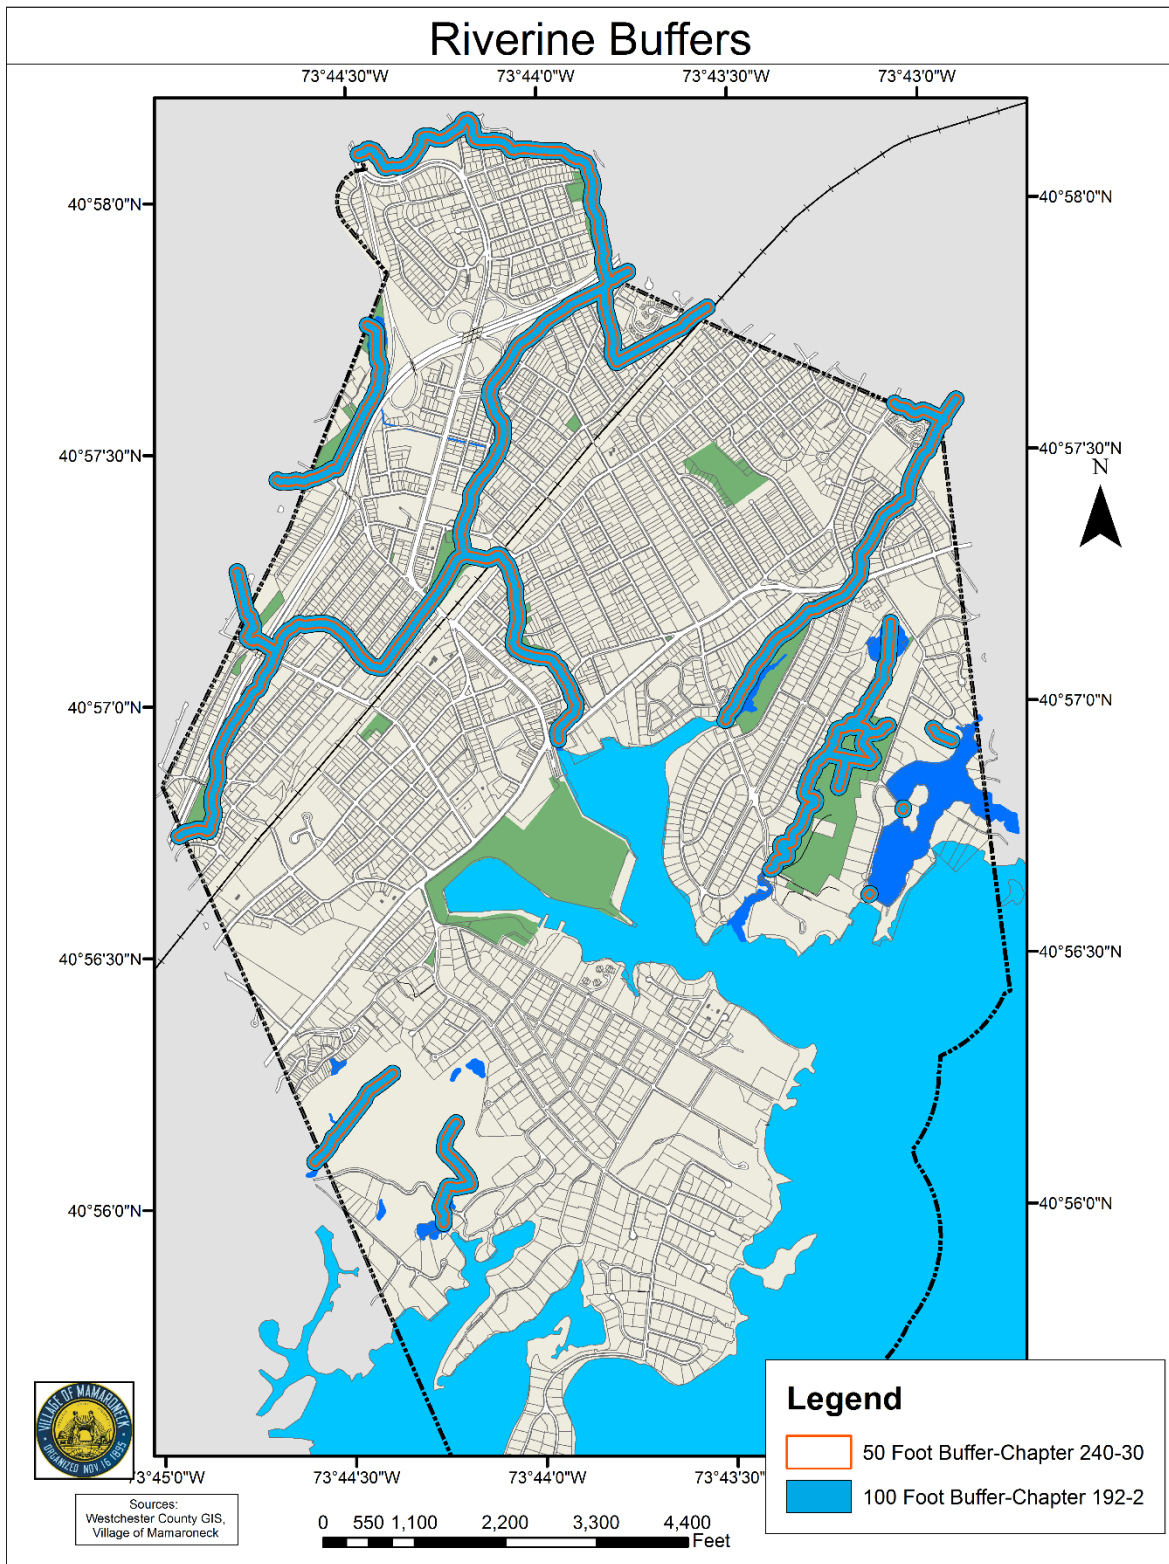 Riverine Buffers
73°44'30"W
73°44'0"W
73°43'30"W
73°43'0"W
40°58'0"N
40°58'0"N
40°57'30"N
40°57'30"N
N
40°57'0"N
40°57'0"N
40°56'30"N
40°56'30"N
40°56'0"N
40°56'0"N
Legend
50 Foot Buffer-Chapter 240-30
100 Foot Buffer-Chapter 192-2
VILLAGE OF MAMARONECK
ORGANIZED NOV. 16 1895
73°45'0"W
73°44'30"W
73°44'0"W
73°43'30"W
Sources:
Westchester County GIS,
Village of Mamaroneck
0 550 1,100 2,200 3,300 4,400
Feet